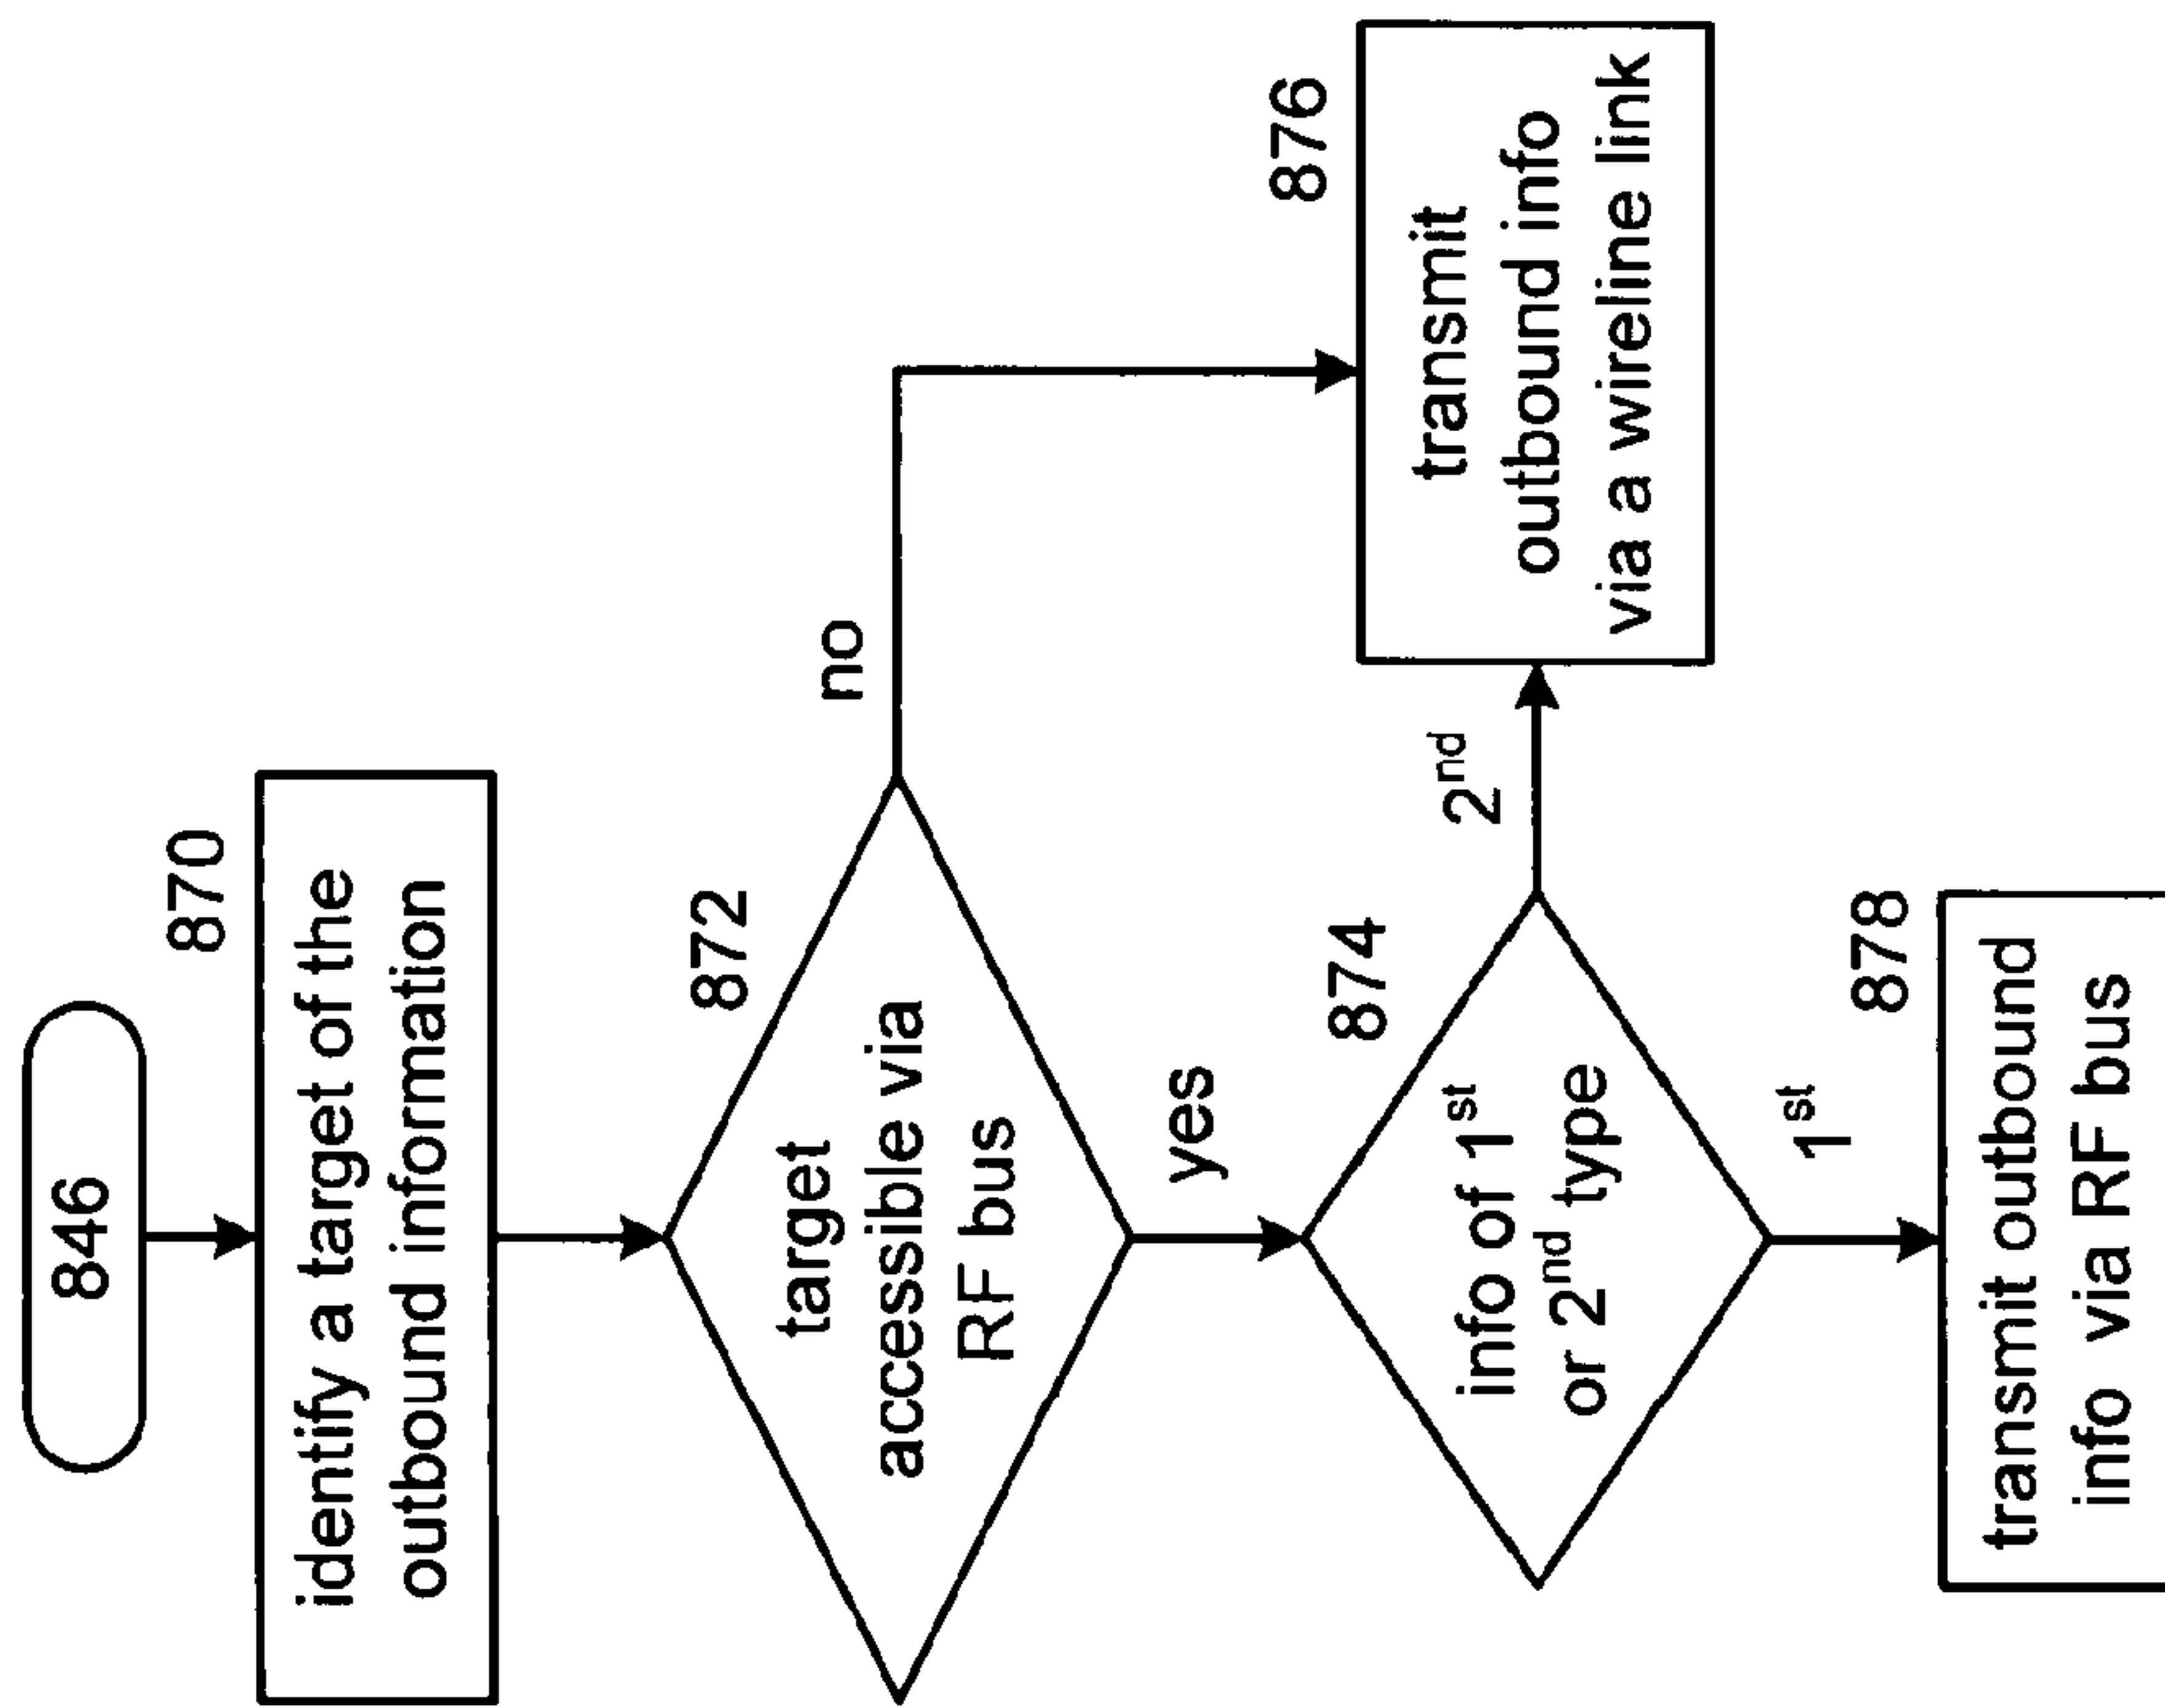 846
870
identify a target of the
outbound information
872
target
accessible via
RF bus
no
yes
874
info of 1st
or 2nd type
2nd
876
transmit
outbound info
via a wireline link
1st
878
transmit outbound
info via RF bus